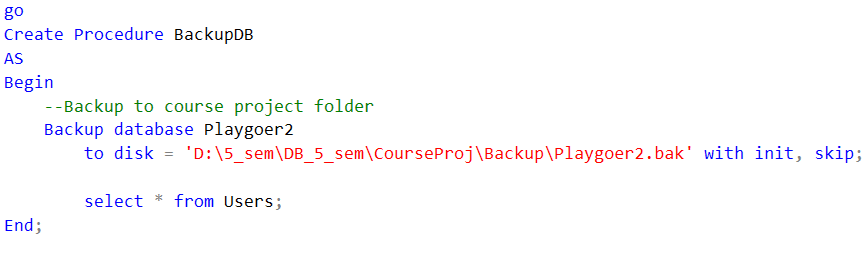 go
Create Procedure BackupDB
AS
Begin
--Backup to course project folder
Backup database Playgoer2
to disk = 'D:\5_sem\DB_5_sem\CourseProj\Backup\Playgoer2.bak' with init, skip;
select * from Users;
End;